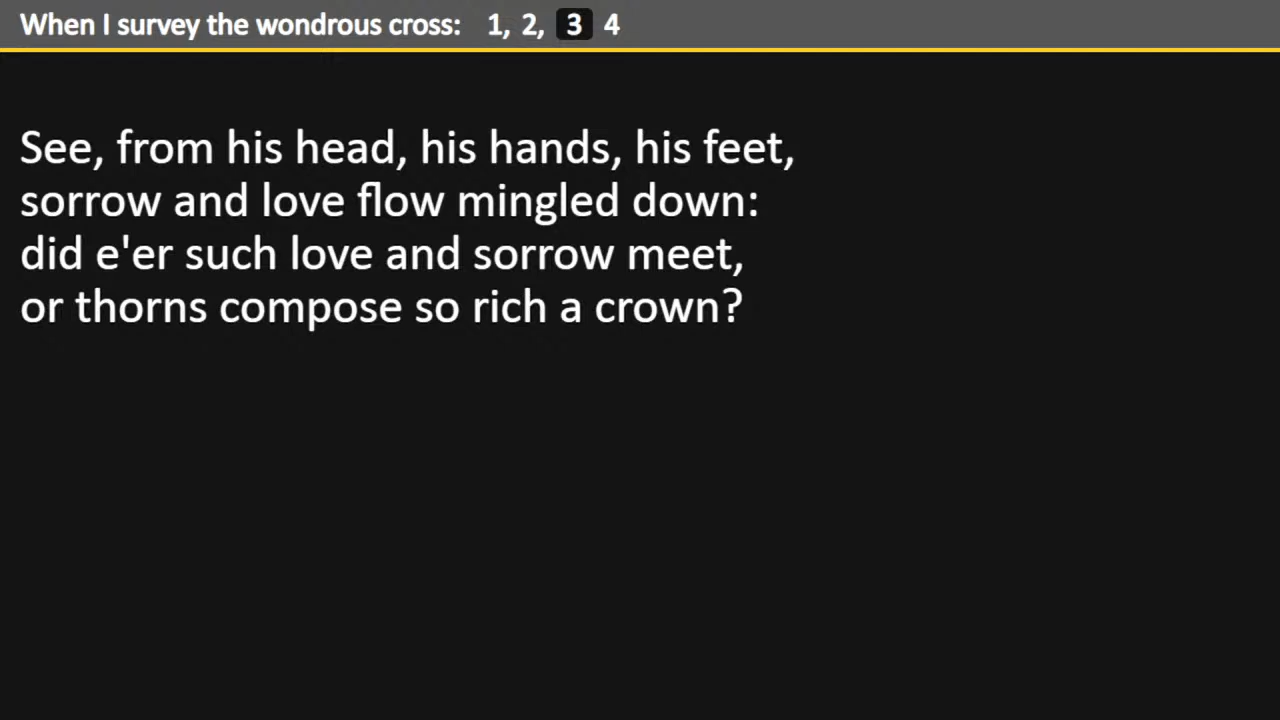 When I survey the wondrous cross: 1, 2, 3 4
See, from his head, his hands, his feet,
sorrow and love flow mingled down:
did e'er such love and sorrow meet,
or thorns compose so rich a crown?